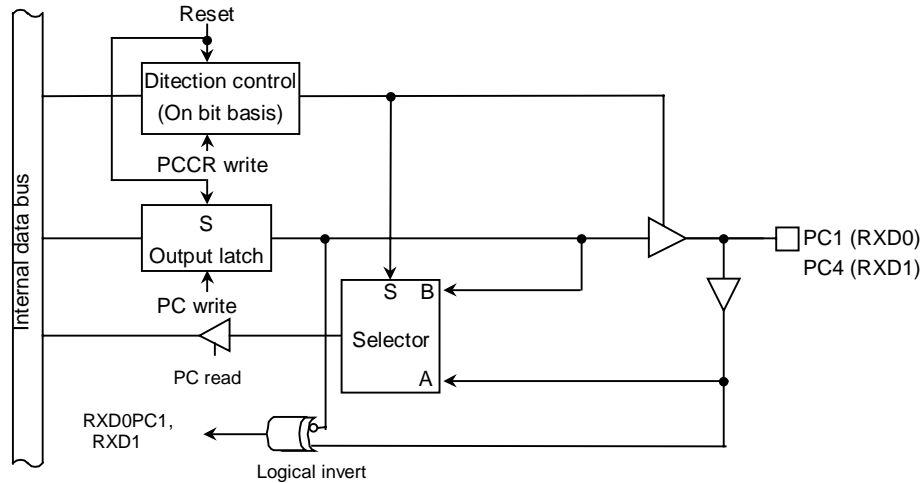 Reset
Ditection control
(On bit basis)
PCCR write
Internal data bus
S
Output latch
PC write
PC1 (RXD0)
PC4 (RXD1)
S B
Selector
A
PC read
RXD0PC1,
RXD1
Logical invert